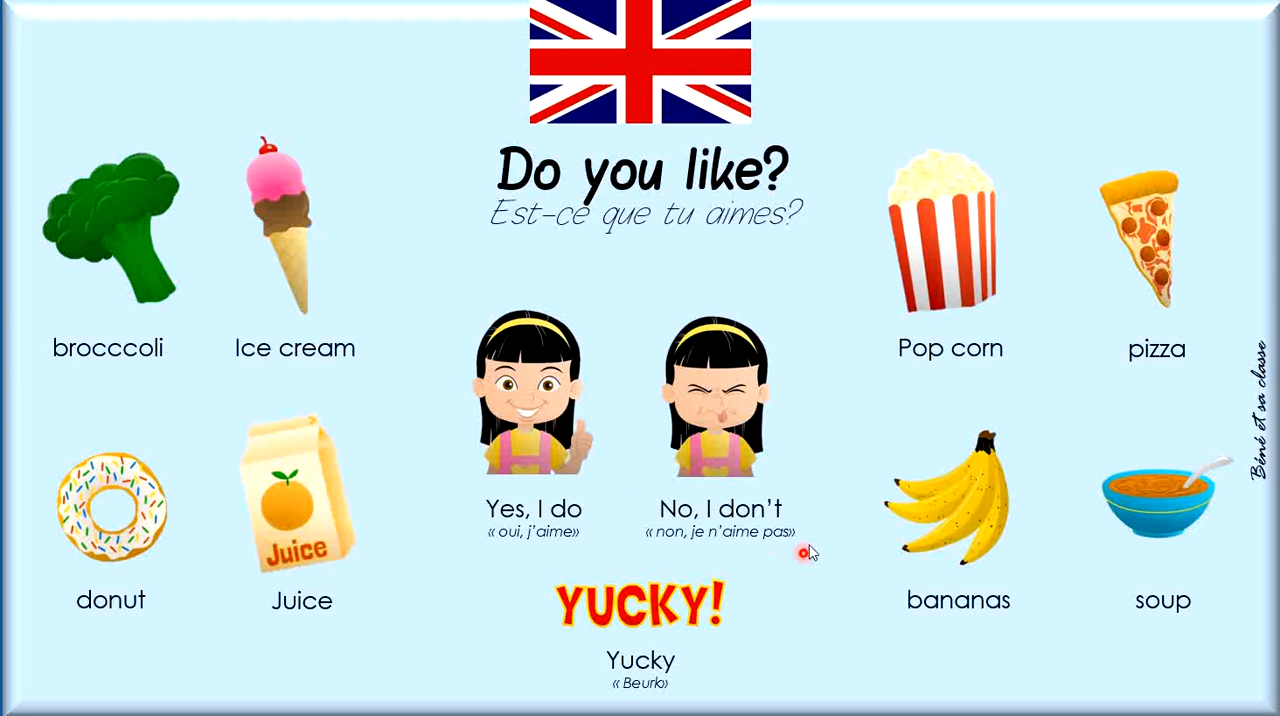 Do you like?
Est-ce que tu aimes?
brocccoli
Ice cream
Pop corn
pizza
Juice
Yes, I do
« oui, j'aime»
No, I don't
« non, je n'aime pas»
donut
Juice
bananas
soup
YUCKY!
Yucky
« Beurk»
Béné et sa classe